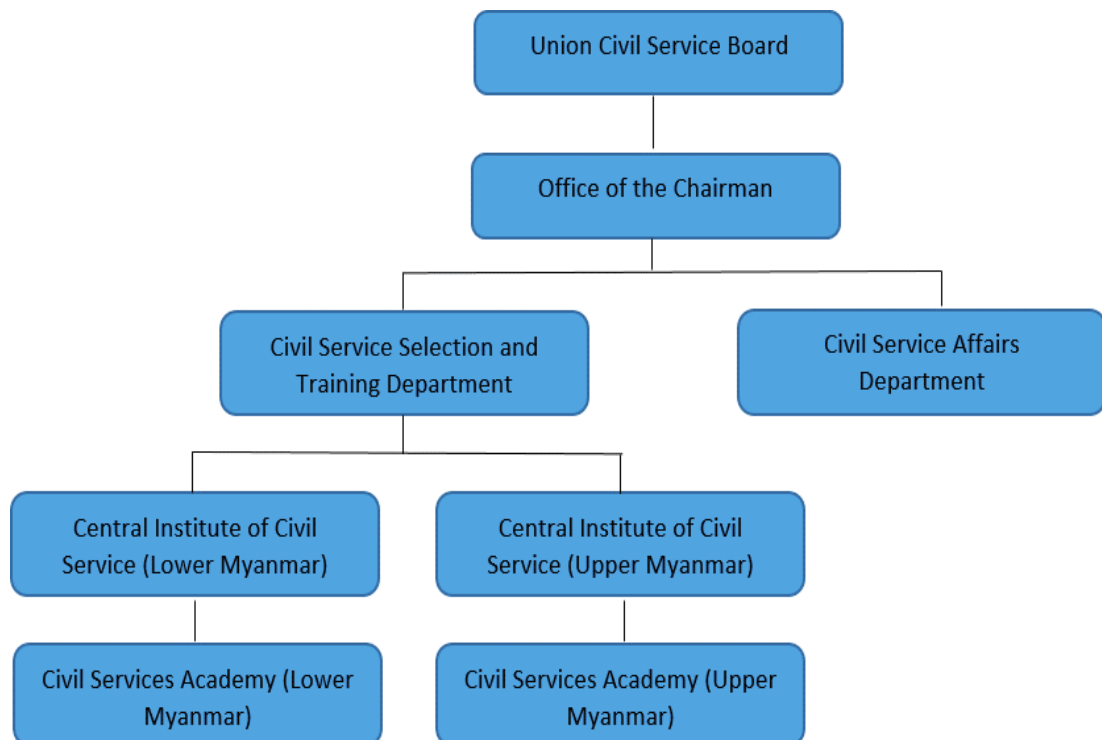 Union Civil Service Board
Office of the Chairman
Civil Service Selection and
Training Department
Civil Service Affairs
Department
Central Institute of Civil
Service (Lower Myanmar)
Central Institute of Civil
Service (Upper Myanmar)
Civil Services Academy (Lower
Myanmar)
Civil Services Academy (Upper
Myanmar)